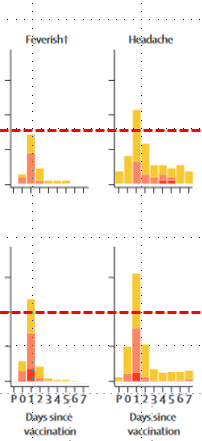 Feverish† Headache
P 0 1 2 3 4 5 6 7 P 0 1 2 3 4 5 6 7
Days since Days since
vaccination vaccination